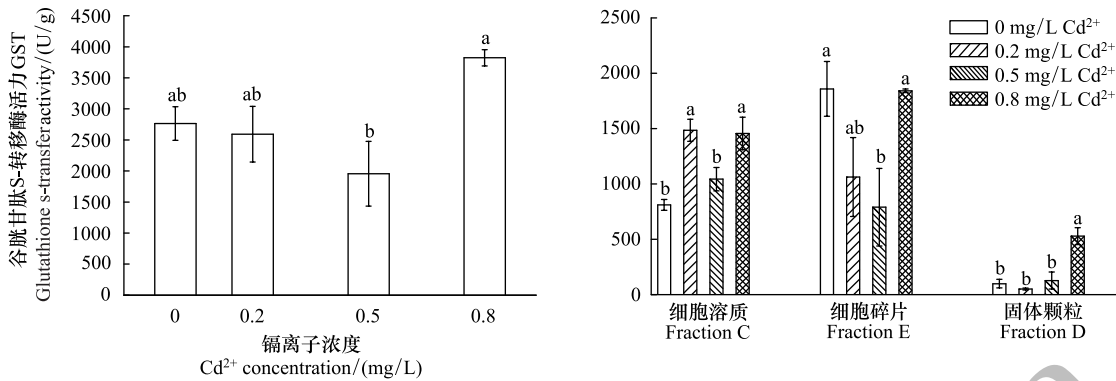 谷胱甘肽S-转移酶活力GST
Glutathione s-transferactivity/(U/g)
4500
4000
3500
3000
2500
2000
1500
1000
500
0
ab
ab
b
a
0
0.2
0.5
0.8
镉离子浓度
Cd²⁺ concentration/(mg/L)
2500
2000
1500
1000
500
0
0 mg/L Cd²⁺
0.2 mg/L Cd²⁺
0.5 mg/L Cd²⁺
0.8 mg/L Cd²⁺
b
a
b
a
a
ab
b
a
b
b
b
a
细胞溶质
Fraction C
细胞碎片
Fraction E
固体颗粒
Fraction D